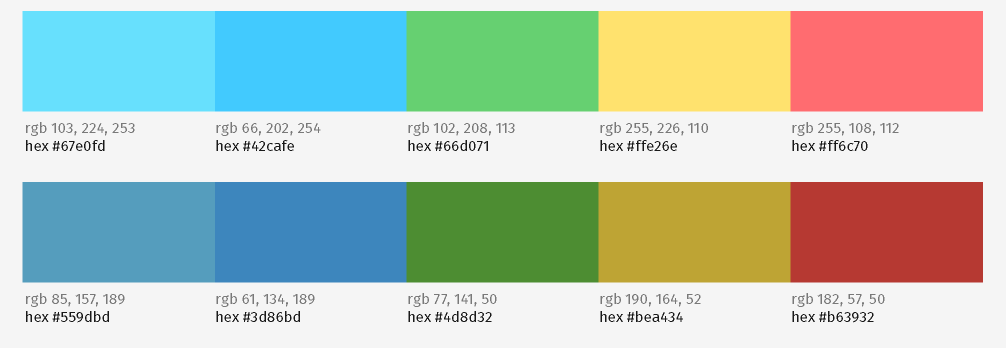 rgb 103, 224, 253
hex #67e0fd
rgb 66, 202, 254
hex #42cafe
rgb 102, 208, 113
hex #66d071
rgb 255, 226, 110
hex #ffe26e
rgb 255, 108, 112
hex #ff6c70
rgb 85, 157, 189
hex #559dbd
rgb 61, 134, 189
hex #3d86bd
rgb 77, 141, 50
hex #4d8d32
rgb 190, 164, 52
hex #bea434
rgb 182, 57, 50
hex #b63932